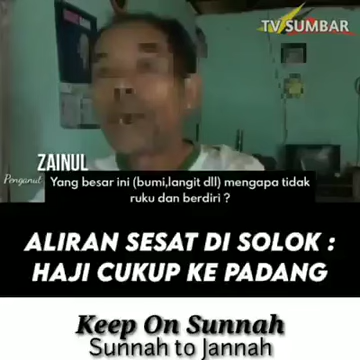 TV SUMBAR
ZAINUL
Penganut
Yang besar ini (bumi,langit dll) mengapa tidak
ruku dan berdiri ?
ALIRAN SESAT DI SOLOK :
HAJI CUKUP KE PADANG
Keep On Sunnah
Sunnah to Jannah